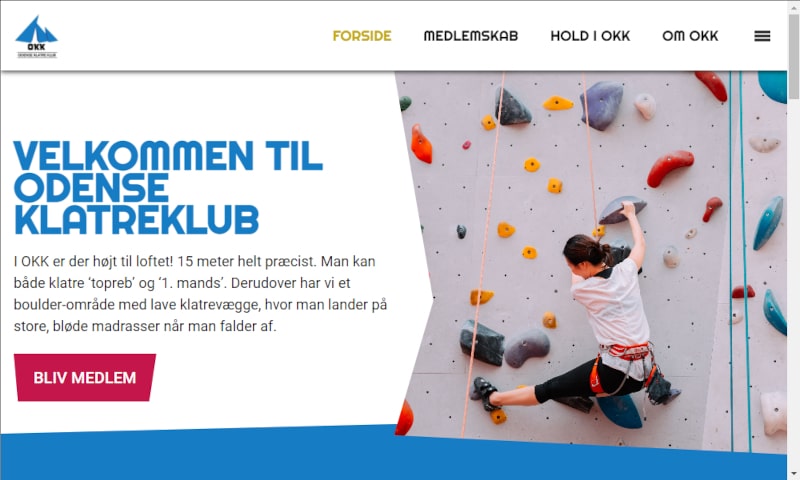 OKK
ODENSE KLATREKLUB
FORSIDE
MEDLEMSKAB
HOLD I OKK
OM OKK
VELKOMMEN TIL
ODENSE
KLATREKLUB
I OKK er der højt til loftet! 15 meter helt præcist. Man kan
både klatre ‘topreb’ og ‘1. mands’. Derudover har vi et
boulder-område med lave klatrevægge, hvor man lander på
store, bløde madrasser når man falder af.
BLIV MEDLEM